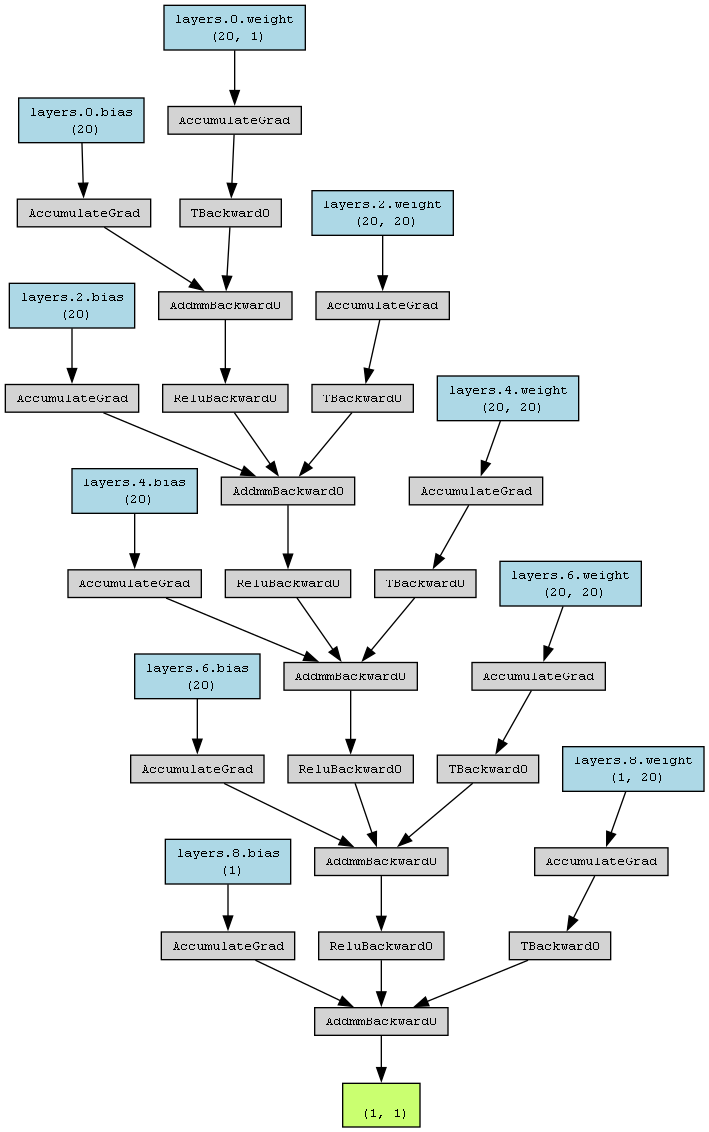 layers.0.weight
(20, 1)
layers.0.bias
(20)
AccumulateGrad
AccumulateGrad
TBackward0
layers.2.weight
(20, 20)
layers.2.bias
(20)
AddmmBackward0
AccumulateGrad
AccumulateGrad
ReluBackward0
TBackward0
layers.4.weight
(20, 20)
layers.4.bias
(20)
AddmmBackward0
AccumulateGrad
AccumulateGrad
ReluBackward0
TBackward0
layers.6.weight
(20, 20)
layers.6.bias
(20)
AddmmBackward0
AccumulateGrad
AccumulateGrad
ReluBackward0
TBackward0
layers.8.weight
(1, 20)
layers.8.bias
(1)
AddmmBackward0
AccumulateGrad
AccumulateGrad
ReluBackward0
TBackward0
AddmmBackward0
(1, 1)